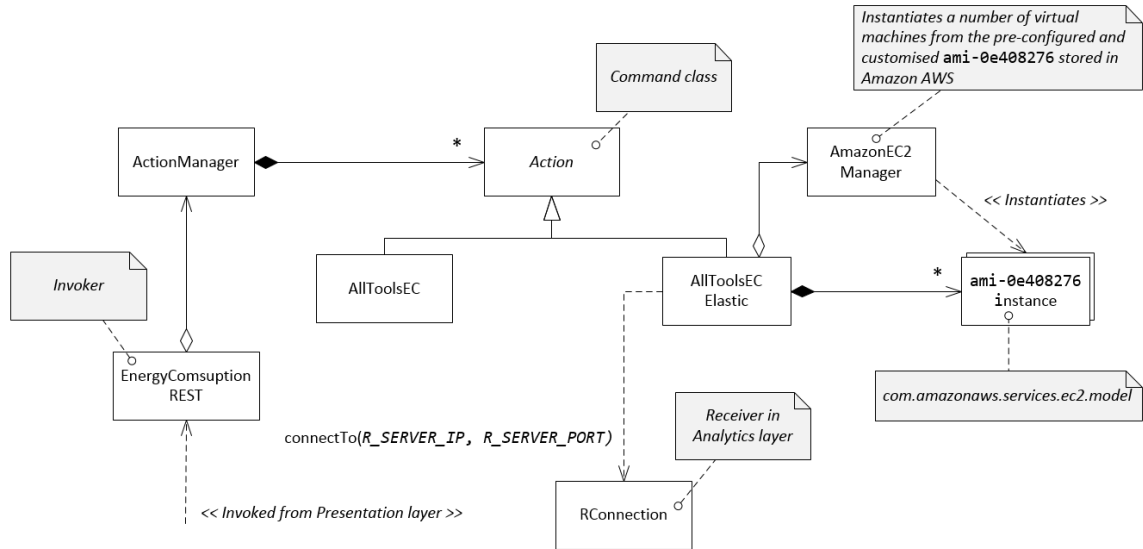 Instantiates a number of virtual
machines from the pre-configured and
customised ami-0e408276 stored in
Amazon AWS
Command class
ActionManager
*
Action
AmazonEC2
Manager
<< Instantiates >>
Invoker
AllToolsEC
AllToolsEC
Elastic
*
ami-0e408276
instance
EnergyComsuption
REST
com.amazonaws.services.ec2.model
Receiver in
Analytics layer
connectTo(R_SERVER_IP, R_SERVER_PORT)
<< Invoked from Presentation layer >>
RConnection